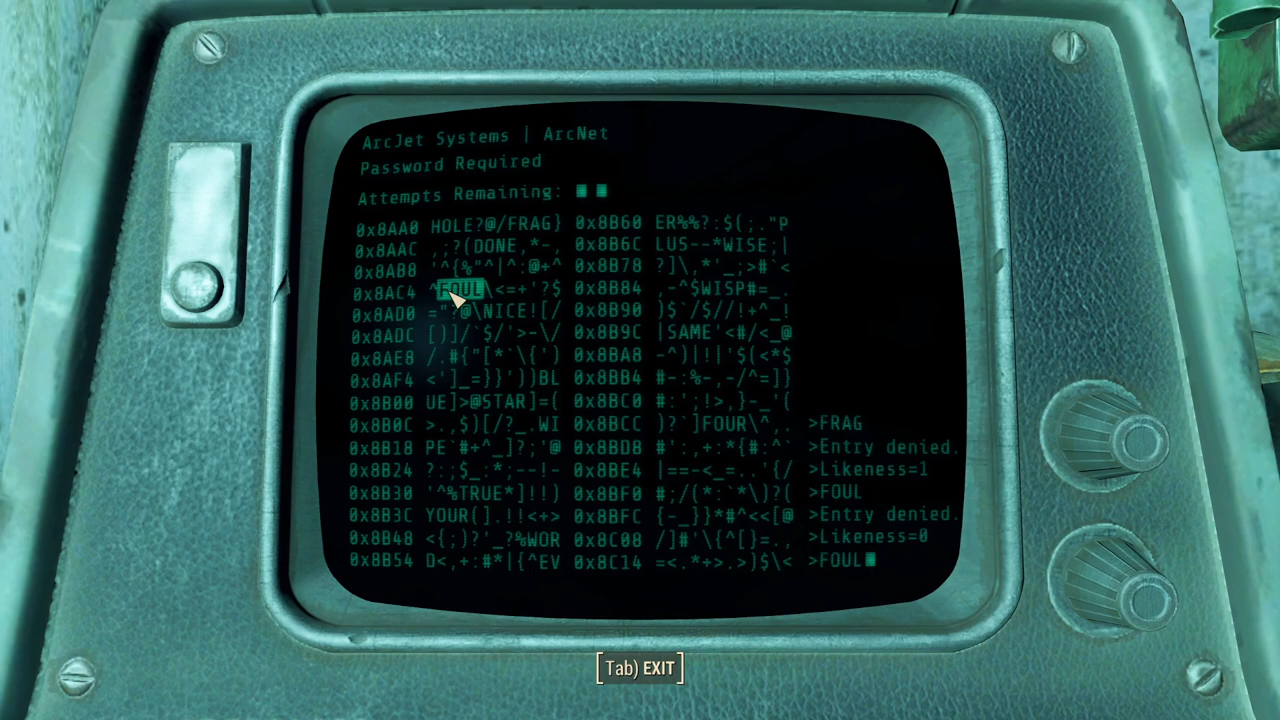 ArcJet Systems | ArcNet
Password Required
Attempts Remaining: ■ ■
0x8AA0 HOLE?@/FRAG} 0x8B60 ER%%?:$(;."P
0x8AAC ,;?(DONE,*-, 0x8B6C LUS--*WISE;|
0x8AB8 '^{%"^|^:@+^ 0x8B78 ?]\,*'_;>#`<
0x8AC4 ^FOUL\<=+'?$ 0x8B84 ,-^$WISP#=_.
0x8AD0 ="?@\NICE![/ 0x8B90 )$`/$//!+^_!
0x8ADC [)]/`$/'>-\/ 0x8B9C |SAME'<#/<_@
0x8AE8 /.#{"[*`\{') 0x8BA8 -^)|!|'$(<*$
0x8AF4 <']_=}}'))BL 0x8BB4 #-:%-,-/^=]}
0x8B00 UE]>@STAR]=( 0x8BC0 #:';!>,}-_'(
0x8B0C >.,$)[/?_.WI 0x8BCC )?`]FOUR\^,. >FRAG
0x8B18 PE`#+^_]?;'@ 0x8BD8 #':,+:*{#:^` >Entry denied.
0x8B24 ?:;$_:*;--!- 0x8BE4 |==-<_=..'{/ >Likeness=1
0x8B30 '^%TRUE*]!!) 0x8BF0 #;/(*:`*\)?( >FOUL
0x8B3C YOUR(].!!<+> 0x8BFC {-_}}*#^<<[@ >Entry denied.
0x8B48 <{;)?'_?%WOR 0x8C08 /]#'\{^[}=., >Likeness=0
0x8B54 D<,+:#*|{^EV 0x8C14 =<.*+>.>)$\< >FOUL■
[Tab) EXIT]